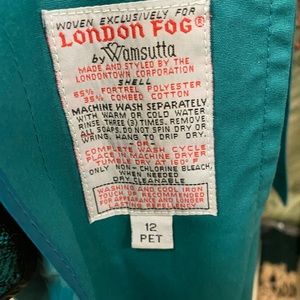 WOVEN EXCLUSIVELY FOR
LONDON FOG®
by Wamsutta
MADE AND STYLED BY THE
LONDONTOWN CORPORATION
SHELL
65% FORTREL POLYESTER
35% COMBED COTTON
MACHINE WASH SEPARATELY
WITH WARM OR COLD WATER
RINSE THREE (3) TIMES. REMOVE
ALL SOAPS. DO NOT SPIN DRY OR
WRING, HANG TO DRIP DRY
-OR-
COMPLETE WASH CYCLE
PLACE IN MACHINE DRYER
TUMBLE DRY AT 160° F
ONLY NON-CHLORINE BLEACH,
WHEN NEEDED
DRY CLEANABLE
WASHING AND COOL IRON
TOUCH UP RECOMMENDED
FOR APPEARANCE AND LONGER
LASTING REPELLENCY.
12
PET